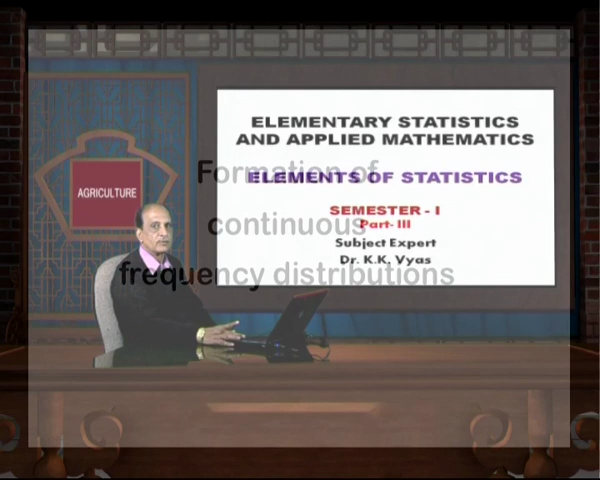 ELEMENTARY STATISTICS
AND APPLIED MATHEMATICS
ELEMENTS OF STATISTICS
SEMESTER - I
Part- III
Subject Expert
Dr. K.K. Vyas
AGRICULTURE
Formation of
continuous
frequency distributions